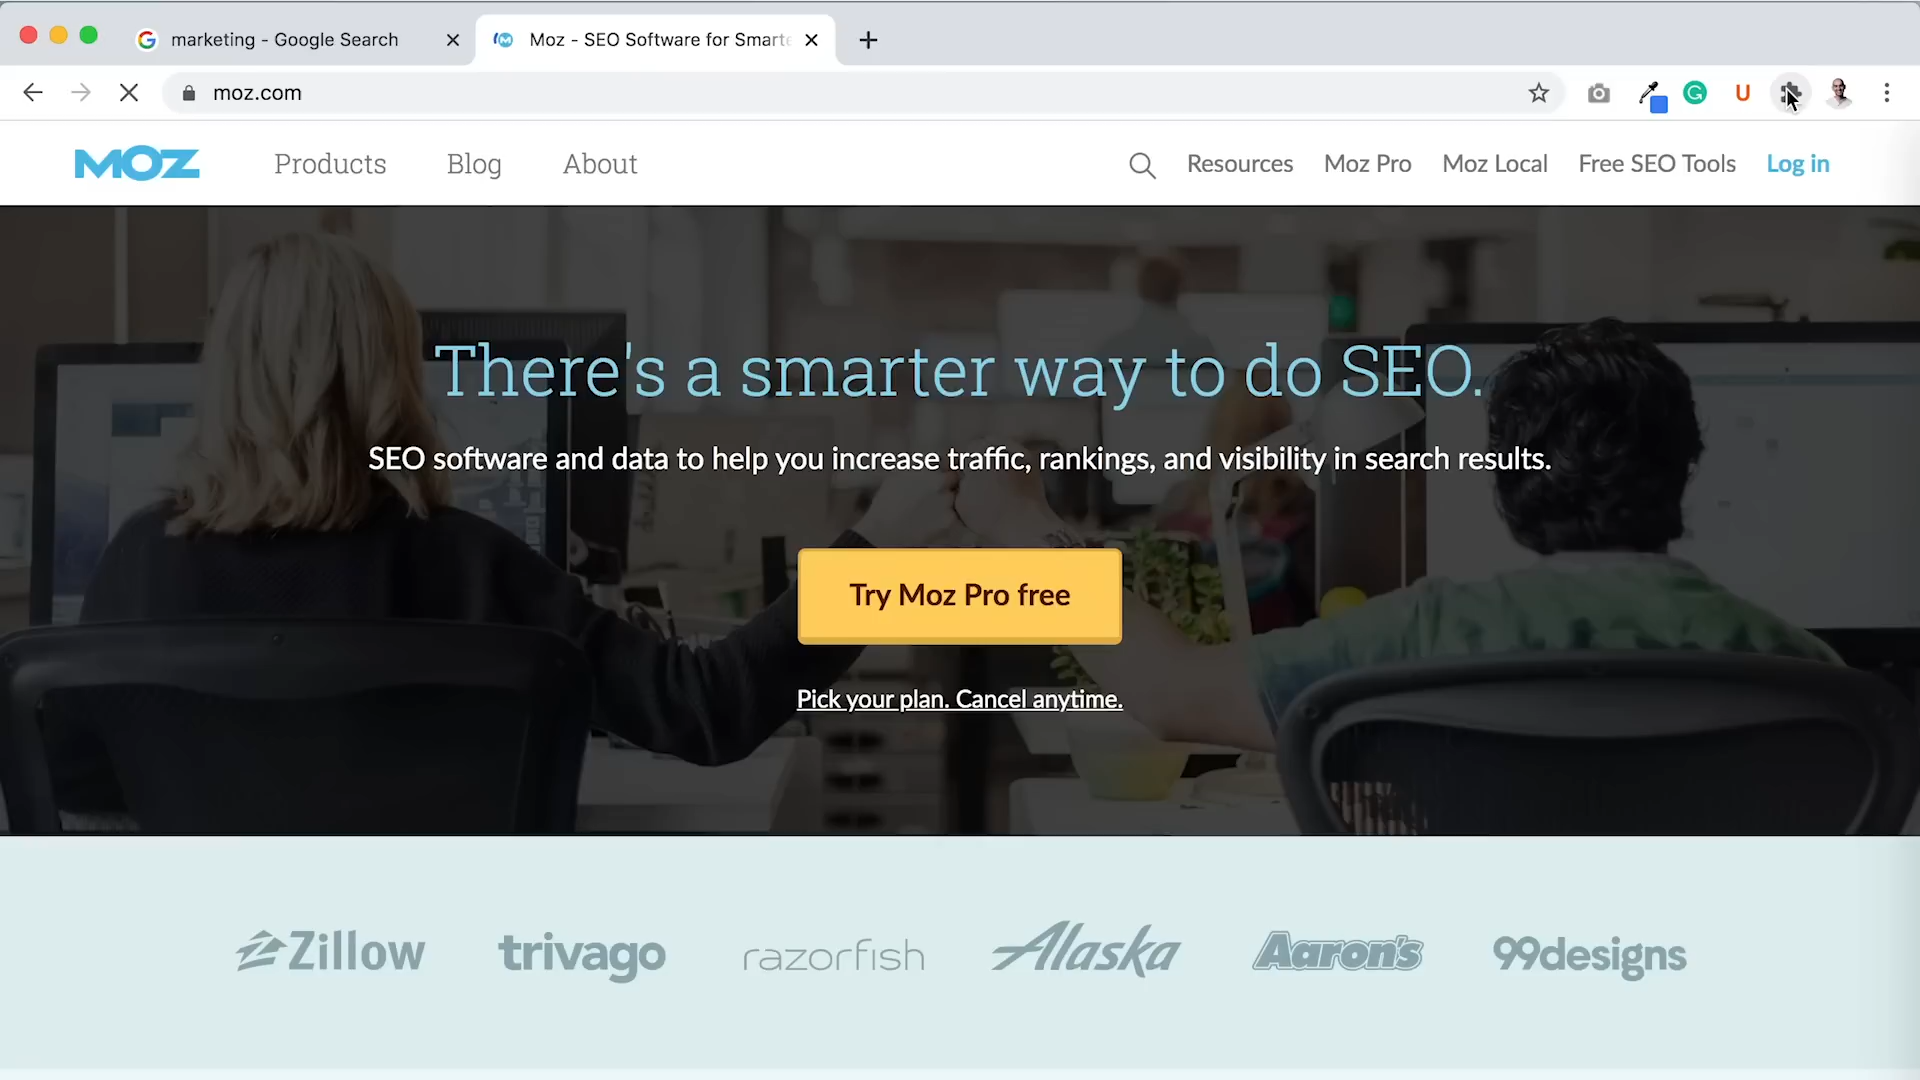 marketing - Google Search
Moz - SEO Software for Smarte
moz.com
MOZ
Products Blog About
Resources Moz Pro Moz Local Free SEO Tools Log in
There's a smarter way to do SEO.
SEO software and data to help you increase traffic, rankings, and visibility in search results.
Try Moz Pro free
Pick your plan. Cancel anytime.
Zillow trivago razorfish Alaska Aaron's 99designs